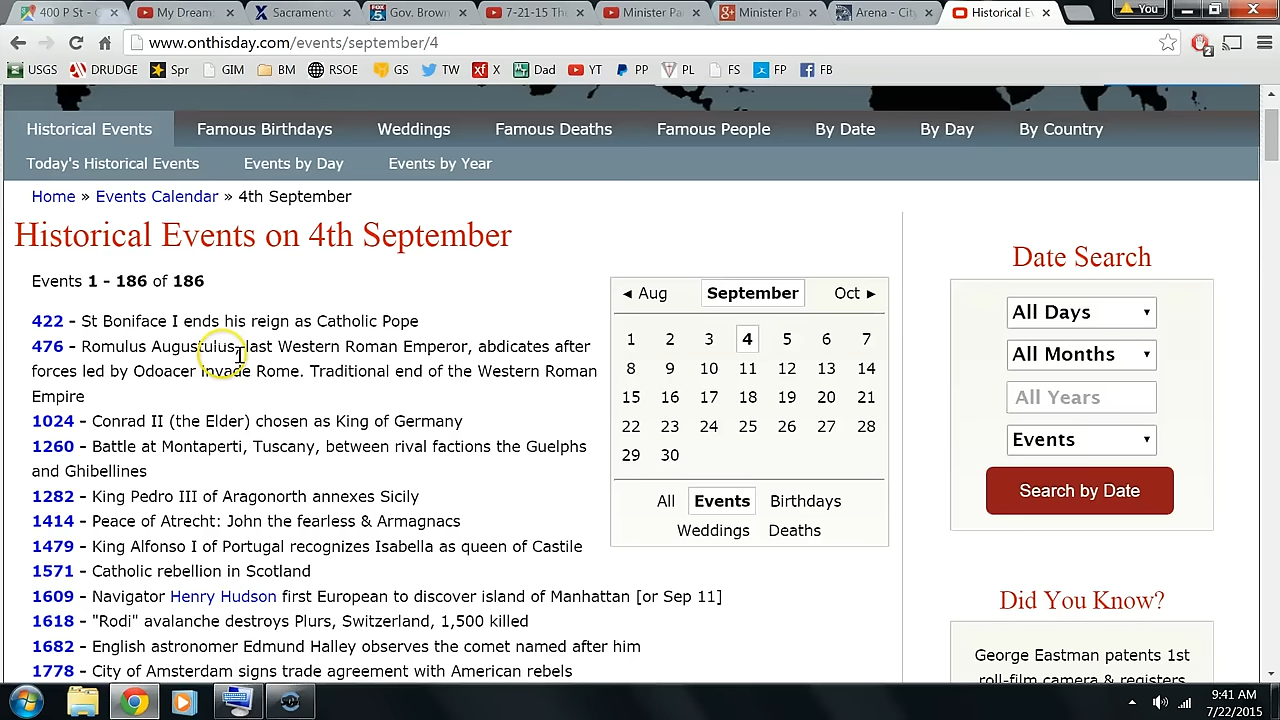 400 P St - G
My Dream
Sacramento
Gov. Brown
7-21-15 The
Minister Pa
Minister Pa
Arena - City
Historical Ev
You
www.onthisday.com/events/september/4
USGS DRUDGE Spr GIM BM RSOE GS TW X Dad YT PP PL FS FP FB
Historical Events Famous Birthdays Weddings Famous Deaths Famous People By Date By Day By Country
Today's Historical Events Events by Day Events by Year
Home » Events Calendar » 4th September
Historical Events on 4th September
Events 1 - 186 of 186
422 - St Boniface I ends his reign as Catholic Pope
476 - Romulus Augustulus, last Western Roman Emperor, abdicates after
forces led by Odoacer invade Rome. Traditional end of the Western Roman
Empire
1024 - Conrad II (the Elder) chosen as King of Germany
1260 - Battle at Montaperti, Tuscany, between rival factions the Guelphs
and Ghibellines
1282 - King Pedro III of Aragonorth annexes Sicily
1414 - Peace of Atrecht: John the fearless & Armagnacs
1479 - King Alfonso I of Portugal recognizes Isabella as queen of Castile
1571 - Catholic rebellion in Scotland
1609 - Navigator Henry Hudson first European to discover island of Manhattan [or Sep 11]
1618 - "Rodi" avalanche destroys Plurs, Switzerland, 1,500 killed
1682 - English astronomer Edmund Halley observes the comet named after him
1778 - City of Amsterdam signs trade agreement with American rebels
◄ Aug September Oct ►
1 2 3 4 5 6 7
8 9 10 11 12 13 14
15 16 17 18 19 20 21
22 23 24 25 26 27 28
29 30
All Events Birthdays
Weddings Deaths
Date Search
All Days
All Months
All Years
Events
Search by Date
Did You Know?
George Eastman patents 1st
roll-film camera & registers
9:41 AM
7/22/2015